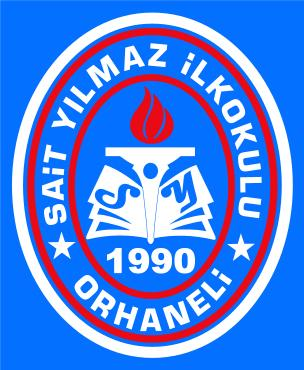 SAİT YILMAZ İLKOKULU
S Y
1990
ORHANELİ